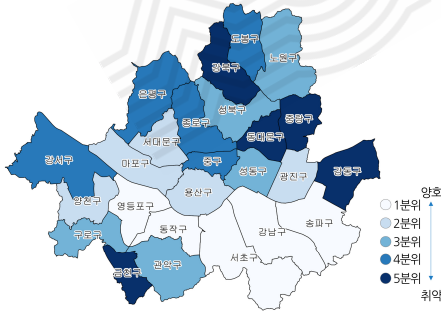 도봉구
노원구
강북구
은평구
성북구
종로구
중랑구
동대문구
서대문구
강서구
마포구
중구
성동구
광진구
강동구
용산구
양천구
영등포구
송파구
강남구
동작구
구로구
서초구
관악구
금천구
양호
1분위
2분위
3분위
4분위
5분위
취약